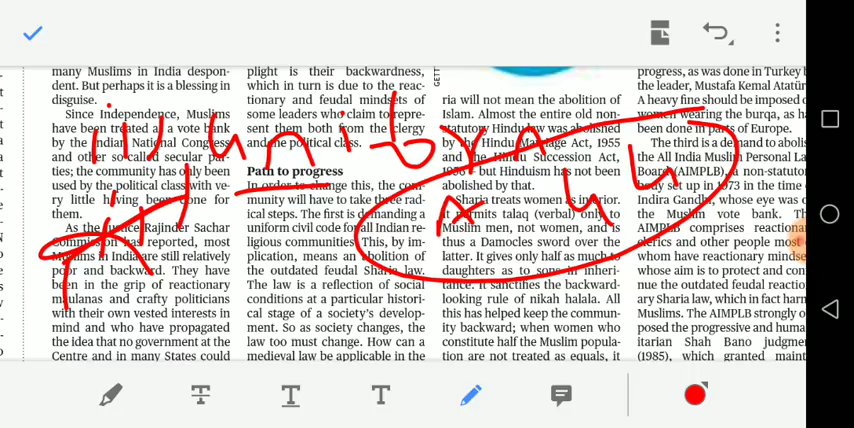 many Muslims in India despon-
dent. But perhaps it is a blessing in
disguise.
Since Independence, Muslims
have been treated as a vote bank
by the Indian National Congress
and other so-called secular par-
ties; the community has only been
used by the political class with ve-
ry little having been done for
them.
As the Justice Rajinder Sachar
Commission has reported, most
Muslims in India are still relatively
poor and backward. They have
been in the grip of reactionary
maulanas and crafty politicians
with their own vested interests in
mind and who have propagated
the idea that no government at the
Centre and in many States could
plight is their backwardness,
which in turn is due to the reac-
tionary and feudal mindsets of
some leaders who claim to repre-
sent them both from the clergy
and the political class.
Path to progress
In order to change this, the com-
munity will have to take three rad-
ical steps. The first is demanding a
uniform civil code for all Indian re-
ligious communities. This, by im-
plication, means an abolition of
the outdated feudal Sharia law.
The law is a reflection of social
conditions at a particular histori-
cal stage of a society's develop-
ment. So as society changes, the
law too must change. How can a
medieval law be applicable in the
GETT
ria will not mean the abolition of
Islam. Almost the entire old non-
statutory Hindu law was abolished
by the Hindu Marriage Act, 1955
and the Hindu Succession Act,
1956 - but Hinduism has not been
abolished by that.
Sharia treats women as inferior.
It permits talaq (verbal) only
Muslim men, not women, and
thus a Damocles sword over the
latter. It gives only half as much to
daughters as to sons in inheri-
tance. It sanctifies the backward-
looking rule of nikah halala. All
this has helped keep the commun-
ity backward; when women who
constitute half the Muslim popula-
tion are not treated as equals, it
progress, as was done in Turkey b
the leader, Mustafa Kemal Atatür
A heavy fine should be imposed o
women wearing the burqa, as ha
been done in parts of Europe.
The third is a demand to abolis
the All India Muslim Personal La
Board (AIMPLB), a non-statutor
body set up in 1973 in the time o
Indira Gandhi, whose eye was o
the Muslim vote bank. Th
AIMPLB comprises reactiona
clerics and other people most
whom have reactionary mindse
whose aim is to protect and con
nue the outdated feudal reactio
ary Sharia law, which in fact harm
Muslims. The AIMPLB strongly o
posed the progressive and huma
itarian Shah Bano judgmen
(1985), which granted maint